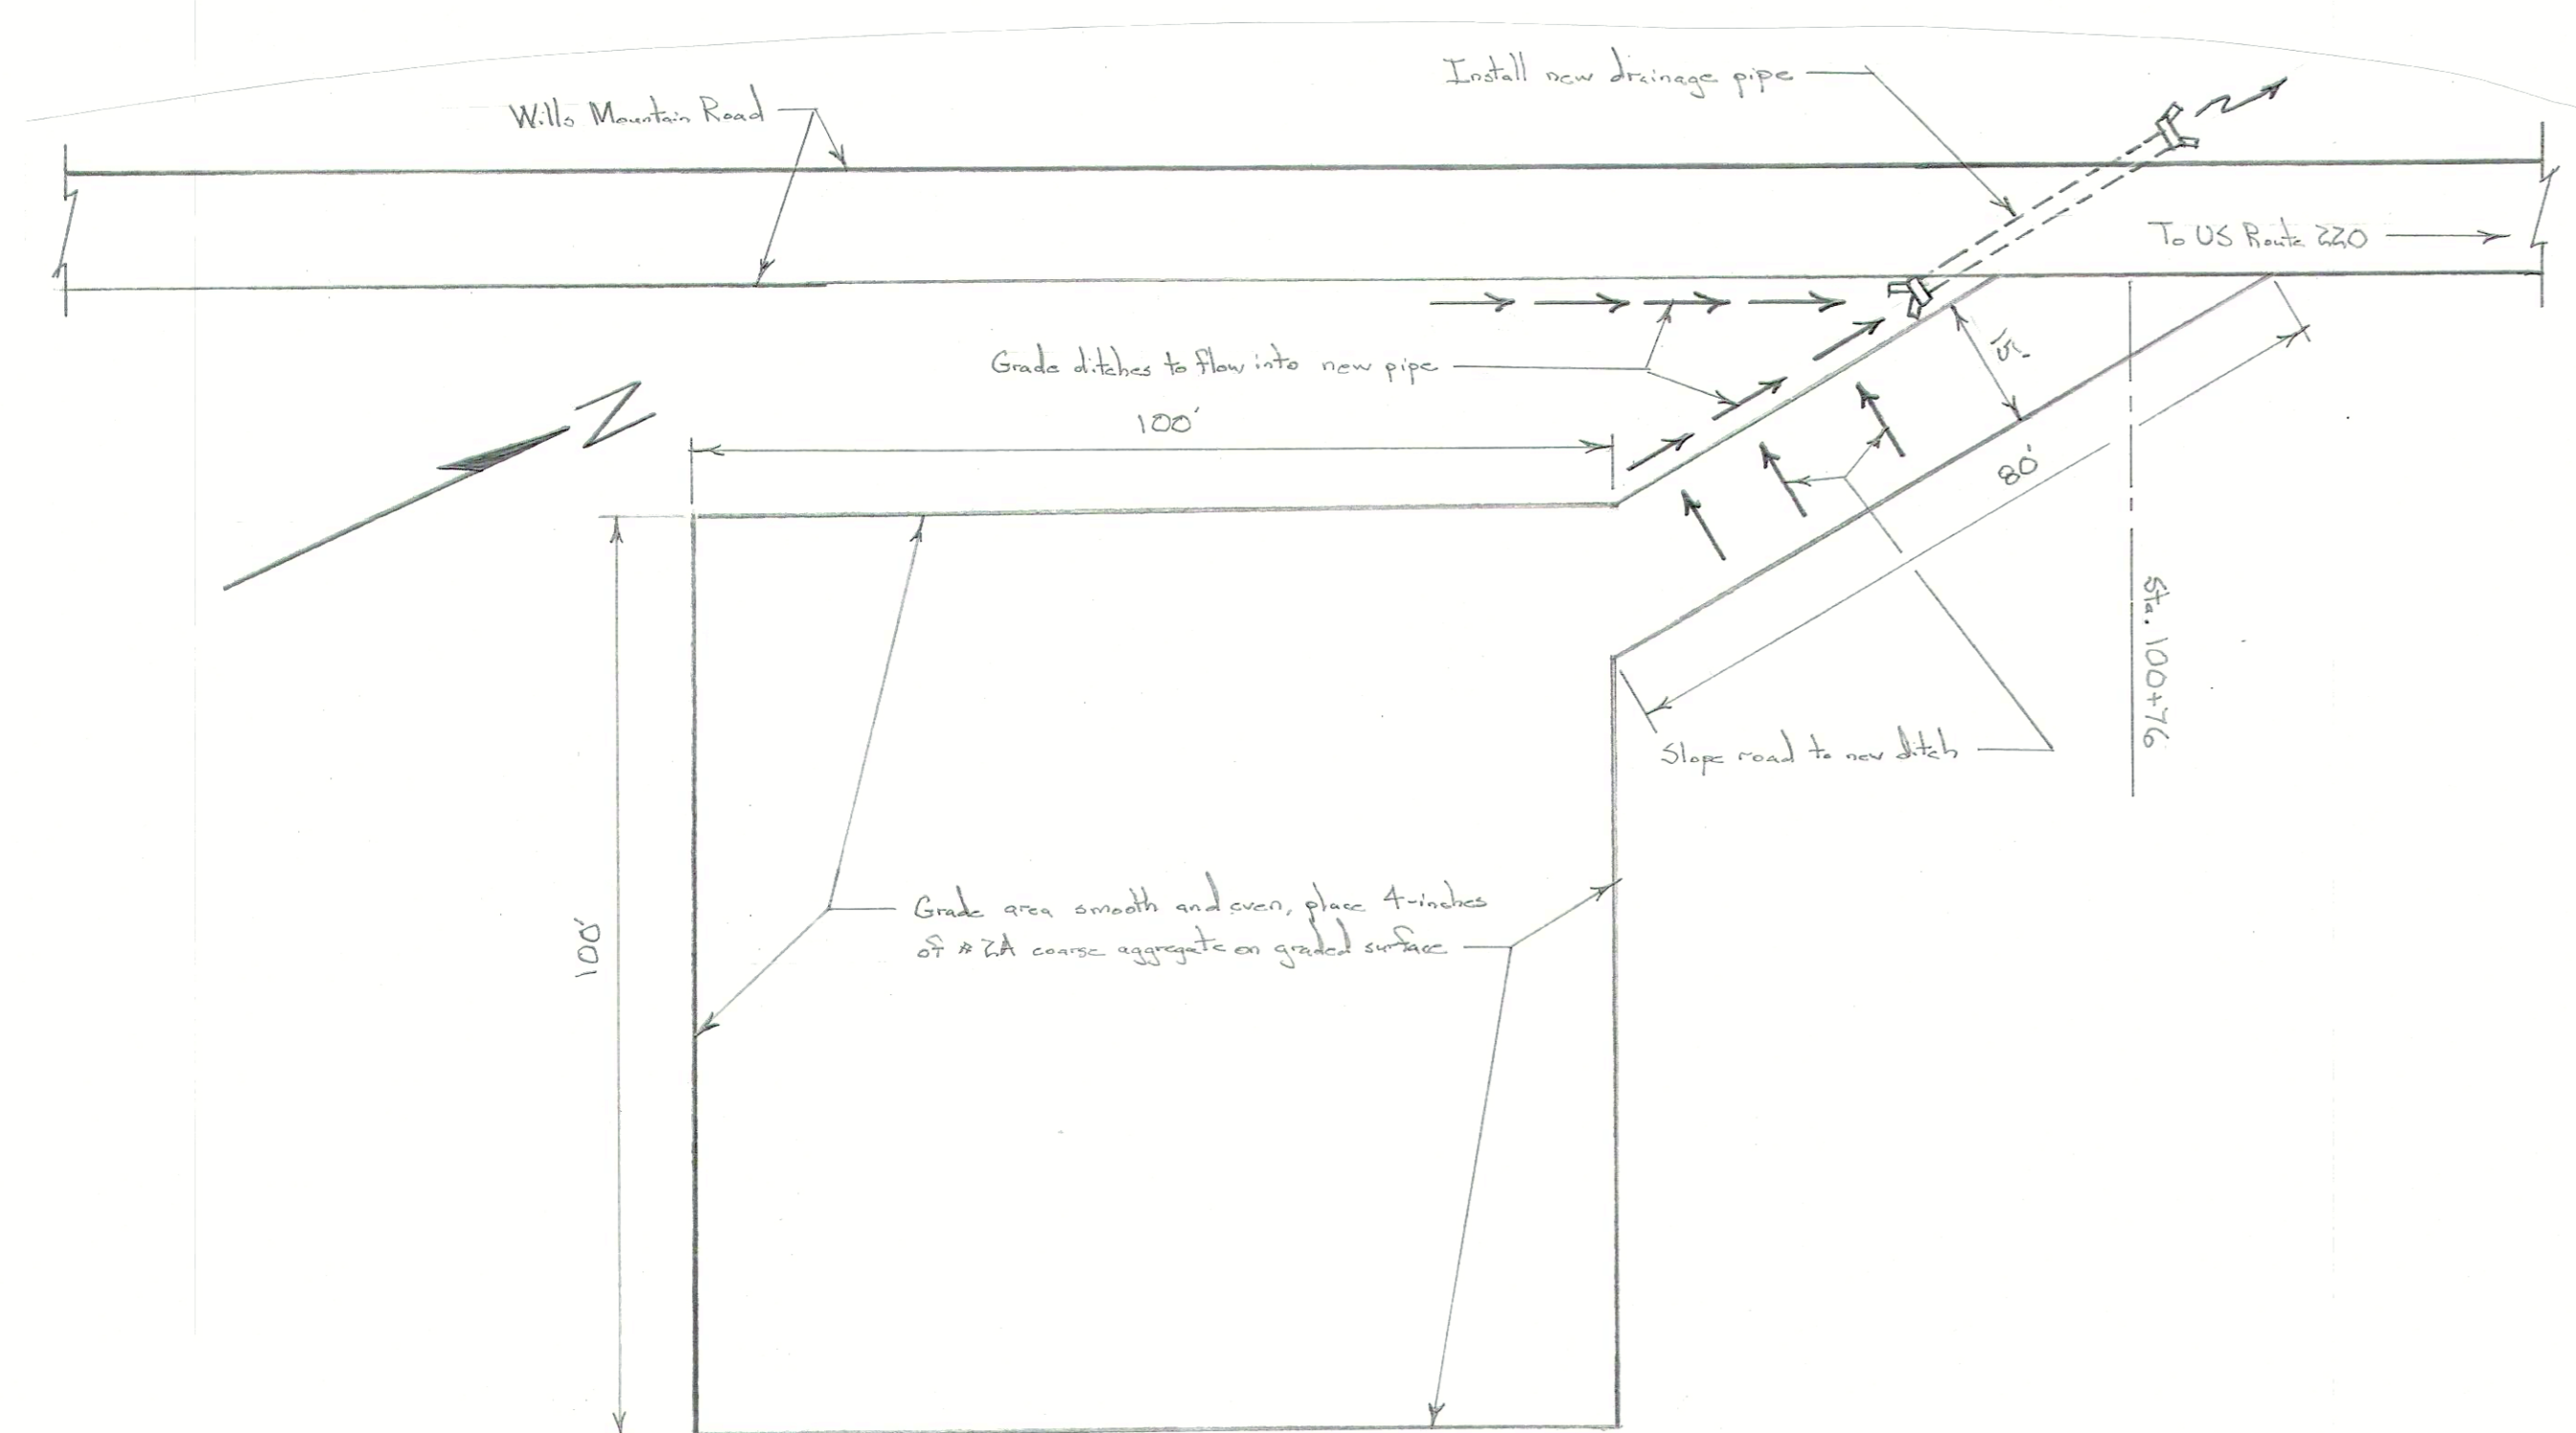 Install new drainage pipe
Wills Mountain Road
To US Route 220
Grade ditches to flow into new pipe
15'
N
100'
80'
Sta. 100+76
Slope road to new ditch
Grade area smooth and even, place 4-inches
of #2A coarse aggregate on graded surface
100'